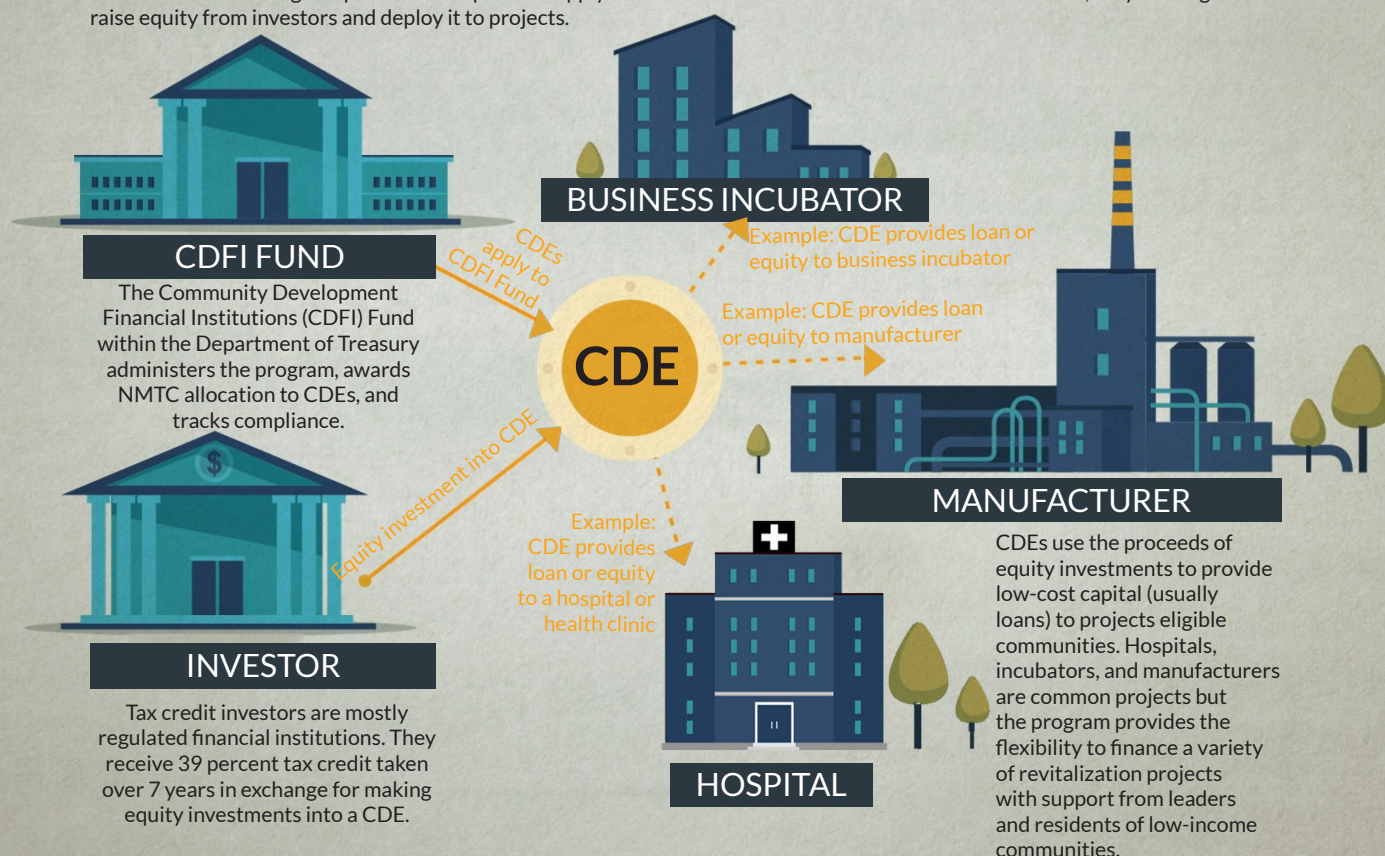 raise equity from investors and deploy it to projects.
BUSINESS INCUBATOR
CDFI FUND
The Community Development
Financial Institutions (CDFI) Fund
within the Department of Treasury
administers the program, awards
NMTC allocation to CDEs, and
tracks compliance.
CDEs
apply to
CDFI Fund
Example: CDE provides loan or
equity to business incubator
Example: CDE provides loan
or equity to manufacturer
CDE
Equity investment into CDE
$
INVESTOR
Tax credit investors are mostly
regulated financial institutions. They
receive 39 percent tax credit taken
over 7 years in exchange for making
equity investments into a CDE.
Example:
CDE provides
loan or equity
to a hospital or
health clinic
HOSPITAL
MANUFACTURER
CDEs use the proceeds of
equity investments to provide
low-cost capital (usually
loans) to projects eligible
communities. Hospitals,
incubators, and manufacturers
are common projects but
the program provides the
flexibility to finance a variety
of revitalization projects
with support from leaders
and residents of low-income
communities.